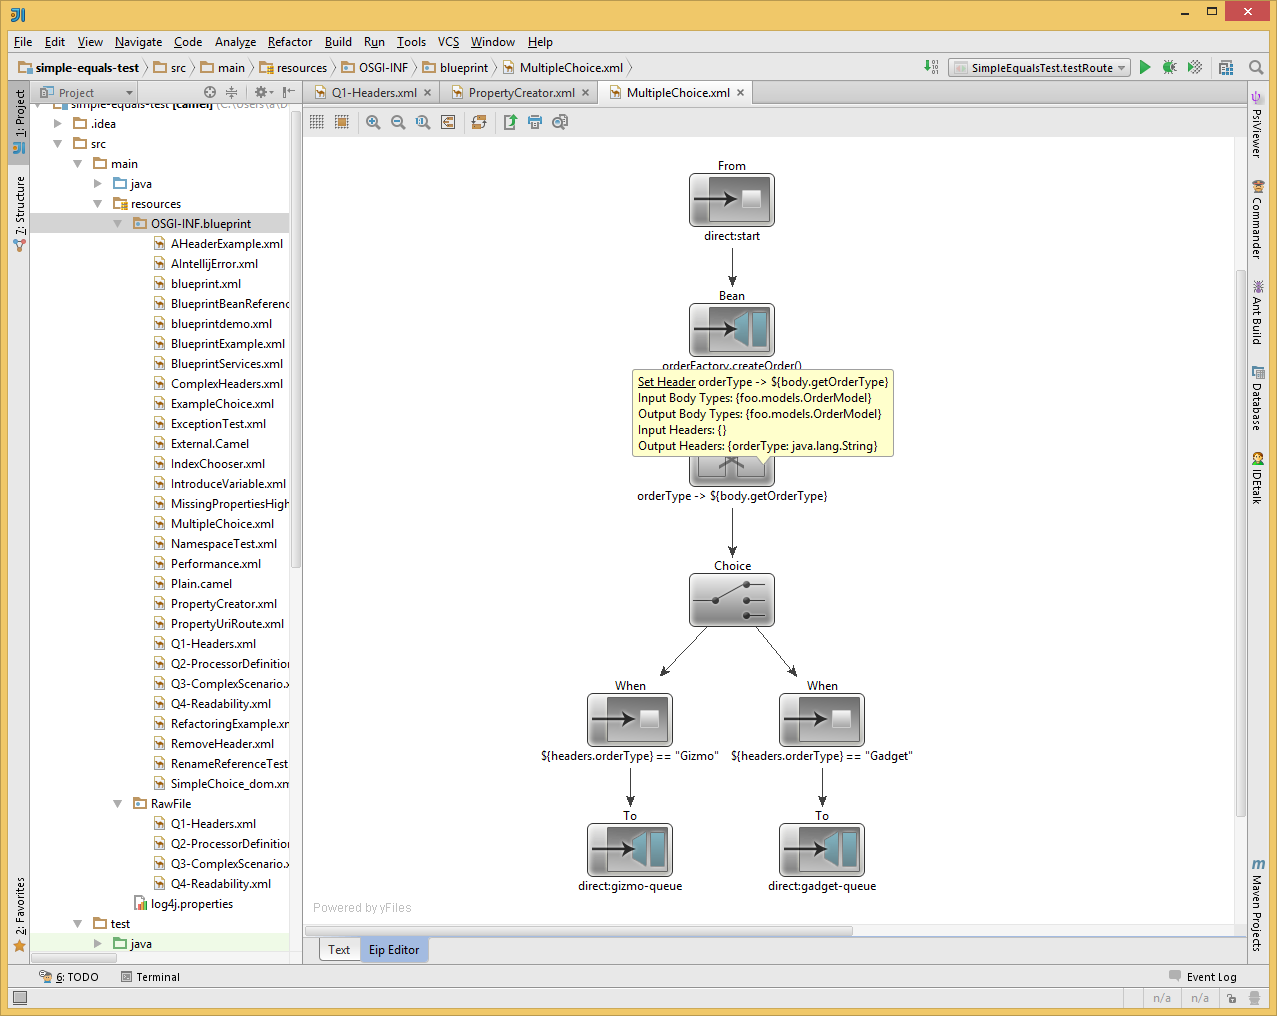 File Edit View Navigate Code Analyze Refactor Build Run Tools VCS Window Help
simple-equals-test src main resources OSGI-INF blueprint MultipleChoice.xml
SimpleEqualsTest.testRoute
1: Project
7: Structure
2: Favorites
Project
simple-equals-test [camel]
.idea
src
main
java
resources
OSGI-INF.blueprint
AHeaderExample.xml
AIntellijError.xml
blueprint.xml
BlueprintBeanReferenc
blueprintdemo.xml
BlueprintExample.xml
BlueprintServices.xml
ComplexHeaders.xml
ExampleChoice.xml
ExceptionTest.xml
External.Camel
IndexChooser.xml
IntroduceVariable.xml
MissingPropertiesHigh
MultipleChoice.xml
NamespaceTest.xml
Performance.xml
Plain.camel
PropertyCreator.xml
PropertyUriRoute.xml
Q1-Headers.xml
Q2-ProcessorDefinition
Q3-ComplexScenario.x
Q4-Readability.xml
RefactoringExample.xm
RemoveHeader.xml
RenameReferenceTest
SimpleChoice_dom.xm
RawFile
Q1-Headers.xml
Q2-ProcessorDefinition
Q3-ComplexScenario.x
Q4-Readability.xml
log4j.properties
test
java
Q1-Headers.xml PropertyCreator.xml MultipleChoice.xml
From
direct:start
Bean
orderFactory.createOrder()
Set Header orderType -> ${body.getOrderType}
Input Body Types: {foo.models.OrderModel}
Output Body Types: {foo.models.OrderModel}
Input Headers: {}
Output Headers: {orderType: java.lang.String}
orderType -> ${body.getOrderType}
Choice
When When
${headers.orderType} == "Gizmo" ${headers.orderType} == "Gadget"
To To
direct:gizmo-queue direct:gadget-queue
Powered by yFiles
Text Eip Editor
PsiViewer
Commander
Ant Build
Database
IDEtalk
Maven Projects
6: TODO Terminal Event Log
n/a n/a